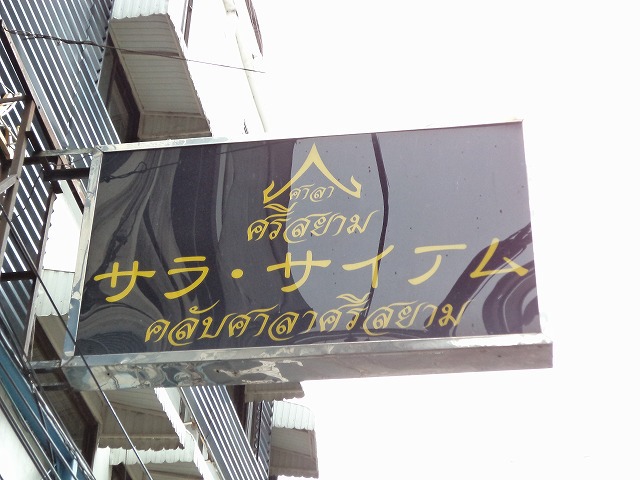 ศาลา
ศรีสยาม
サラ・サイアム
คลับศาลาศรีสยาม